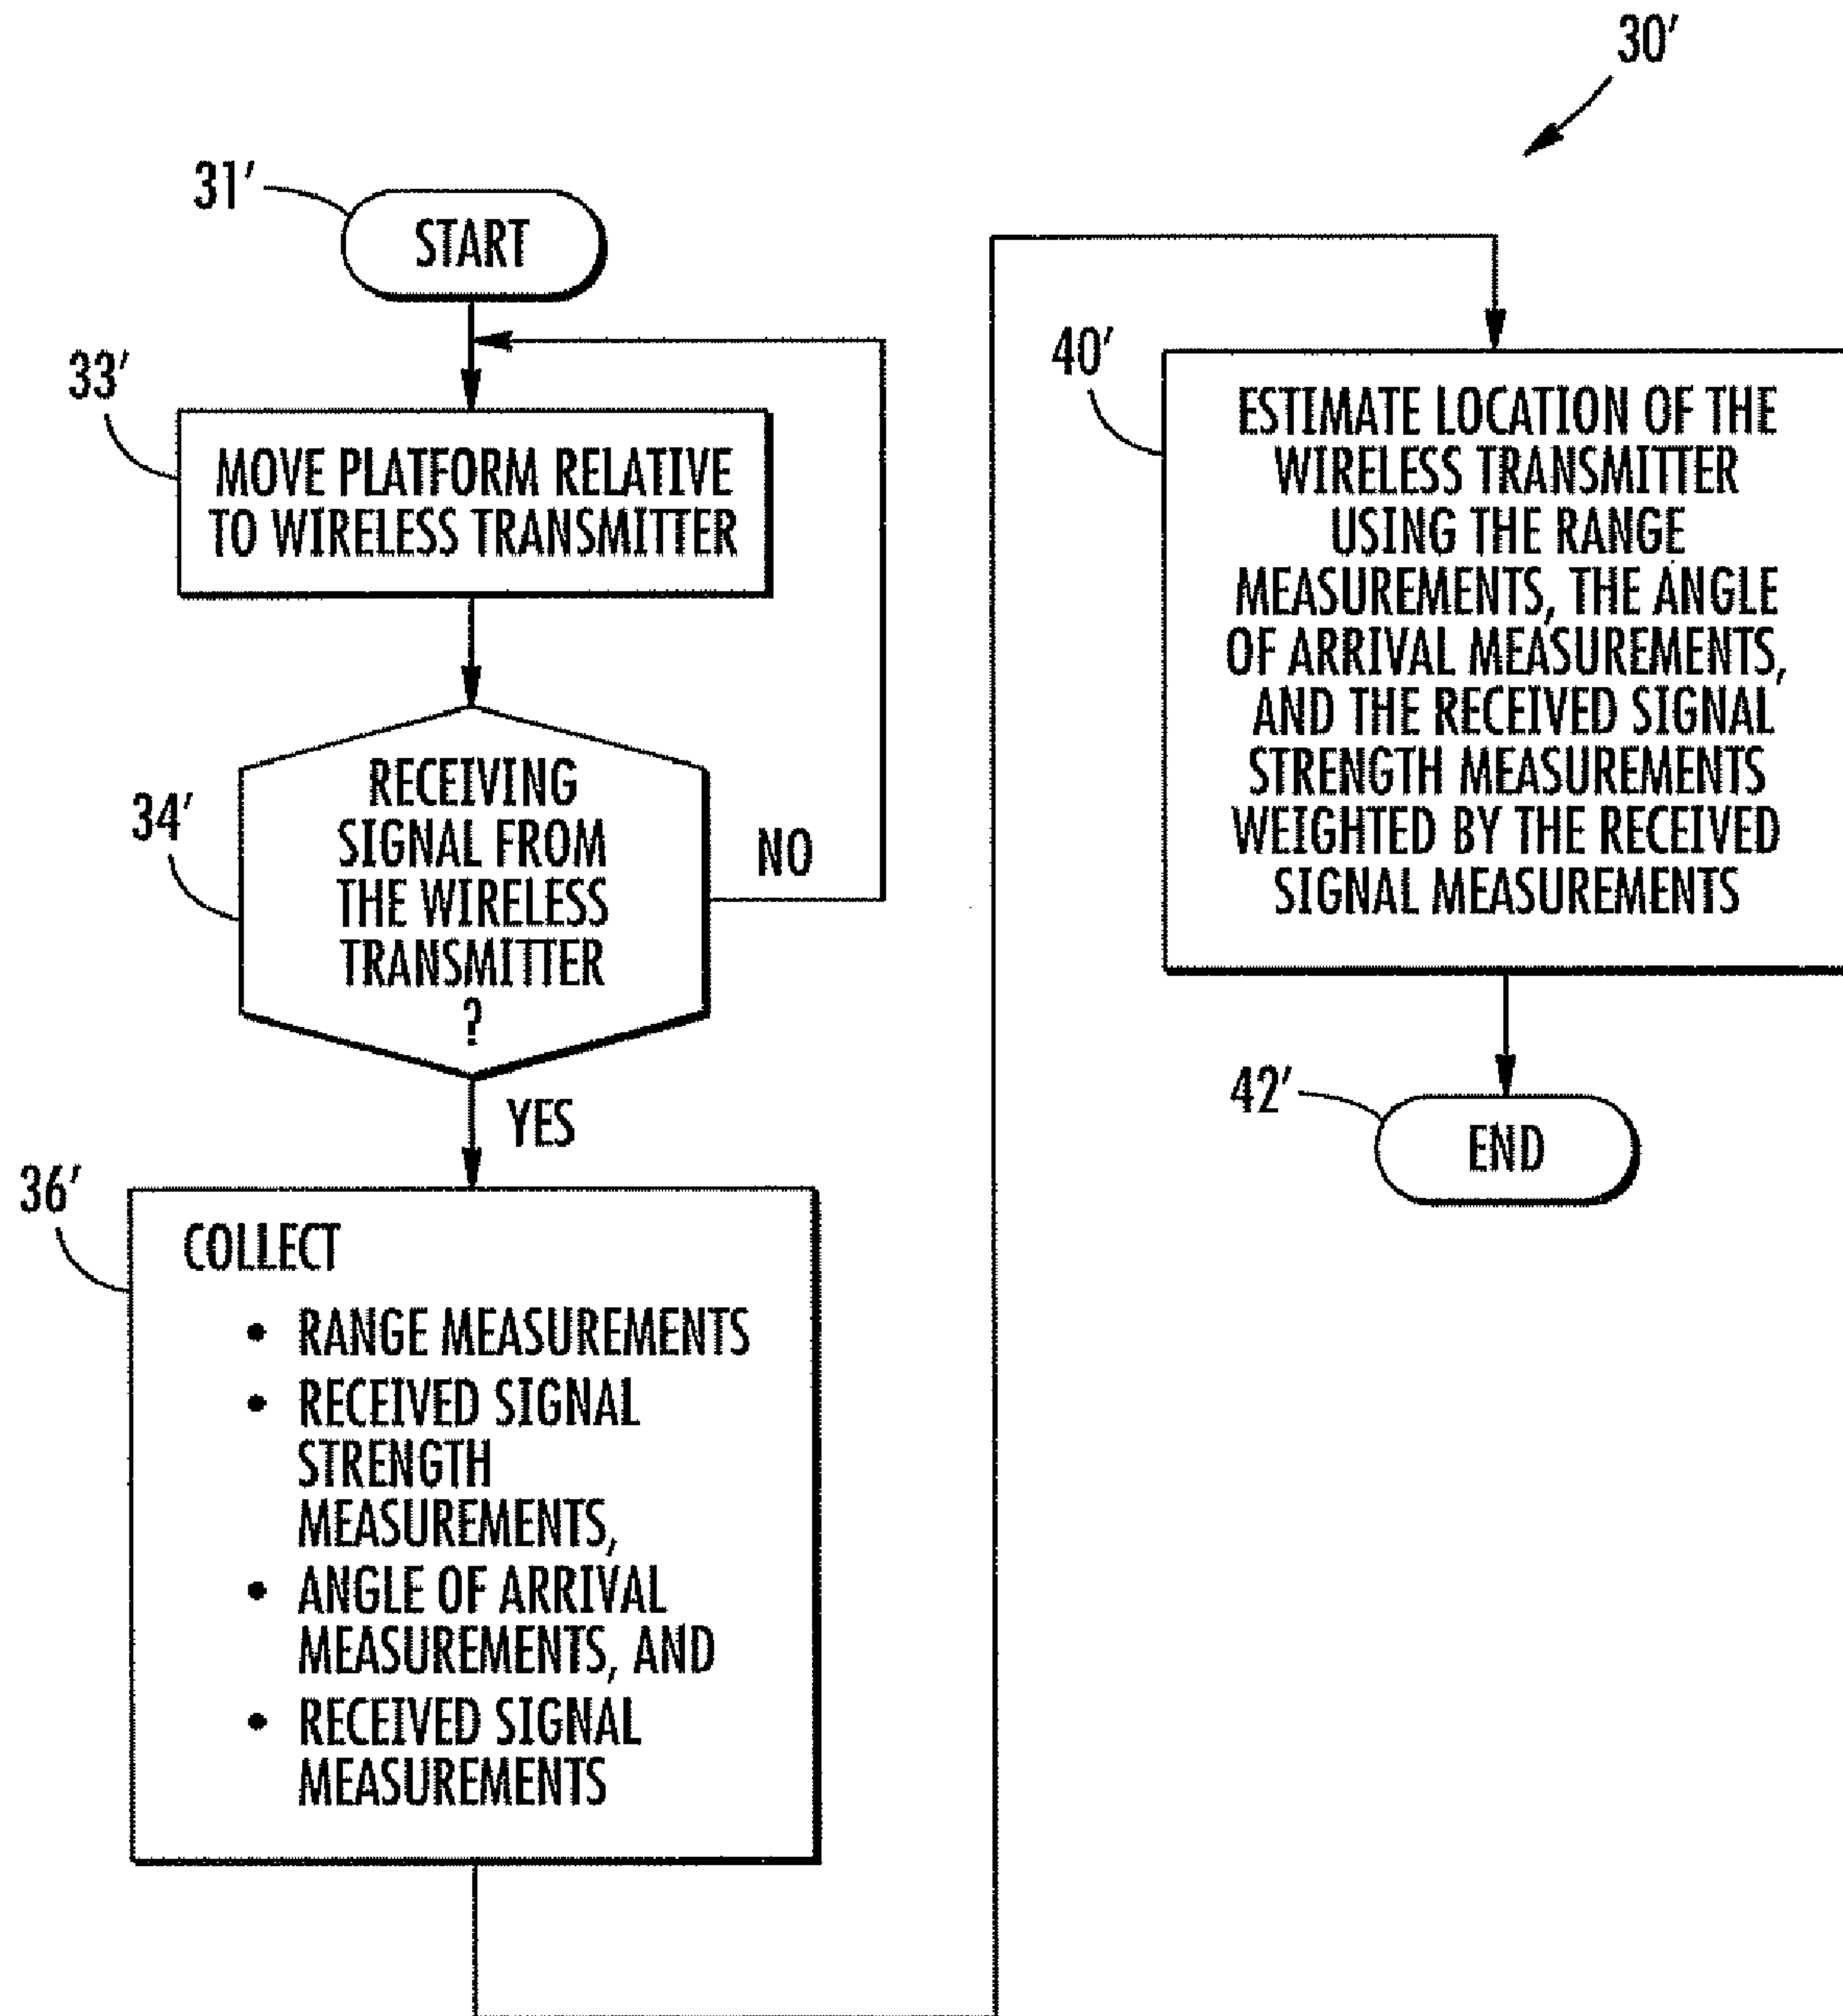 30'
31'
START
33'
MOVE PLATFORM RELATIVE
TO WIRELESS TRANSMITTER
34'
RECEIVING
SIGNAL FROM
THE WIRELESS
TRANSMITTER
?
NO
YES
36'
COLLECT
• RANGE MEASUREMENTS
• RECEIVED SIGNAL
STRENGTH
MEASUREMENTS,
• ANGLE OF ARRIVAL
MEASUREMENTS, AND
• RECEIVED SIGNAL
MEASUREMENTS
40'
ESTIMATE LOCATION OF THE
WIRELESS TRANSMITTER
USING THE RANGE
MEASUREMENTS, THE ANGLE
OF ARRIVAL MEASUREMENTS,
AND THE RECEIVED SIGNAL
STRENGTH MEASUREMENTS
WEIGHTED BY THE RECEIVED
SIGNAL MEASUREMENTS
42'
END